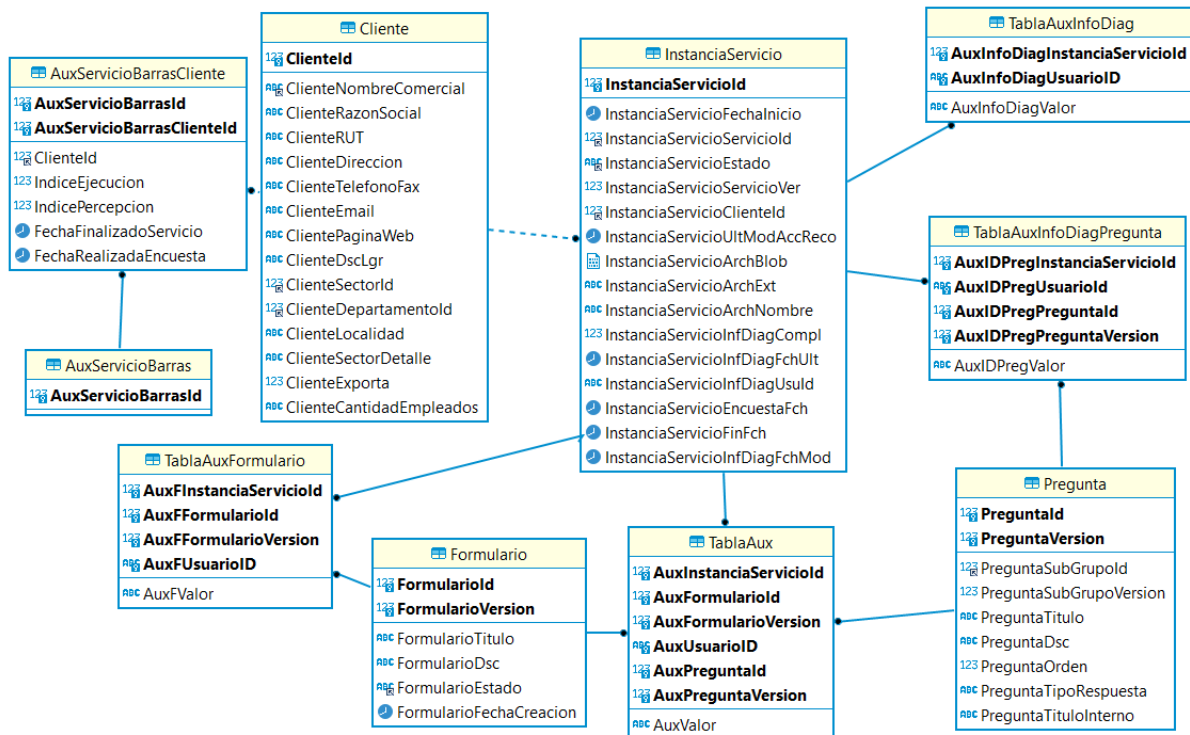 AuxServicioBarrasCliente
AuxServicioBarrasId
AuxServicioBarrasClienteId
ClienteId
IndiceEjecucion
IndicePercepcion
FechaFinalizadoServicio
FechaRealizadaEncuesta
AuxServicioBarras
AuxServicioBarrasId
Cliente
ClienteId
ClienteNombreComercial
ClienteRazonSocial
ClienteRUT
ClienteDireccion
ClienteTelefonoFax
ClienteEmail
ClientePaginaWeb
ClienteDscLgr
ClienteSectorId
ClienteDepartamentoId
ClienteLocalidad
ClienteSectorDetalle
ClienteExporta
ClienteCantidadEmpleados
InstanciaServicio
InstanciaServicioId
InstanciaServicioFechaInicio
InstanciaServicioServicioId
InstanciaServicioEstado
InstanciaServicioServicioVer
InstanciaServicioClienteId
InstanciaServicioUltModAccReco
InstanciaServicioArchBlob
InstanciaServicioArchExt
InstanciaServicioArchNombre
InstanciaServicioInfDiagCompl
InstanciaServicioInfDiagFchUlt
InstanciaServicioInfDiagUsuId
InstanciaServicioEncuestaFch
InstanciaServicioFinFch
InstanciaServicioInfDiagFchMod
TablaAuxInfoDiag
AuxInfoDiagInstanciaServicioId
AuxInfoDiagUsuarioID
AuxInfoDiagValor
TablaAuxInfoDiagPregunta
AuxIDPregInstanciaServicioId
AuxIDPregUsuarioId
AuxIDPregPreguntaId
AuxIDPregPreguntaVersion
AuxIDPregValor
TablaAuxFormulario
AuxFInstanciaServicioId
AuxFFormularioId
AuxFFormularioVersion
AuxFUsuarioID
AuxFValor
Formulario
FormularioId
FormularioVersion
FormularioTitulo
FormularioDsc
FormularioEstado
FormularioFechaCreacion
TablaAux
AuxInstanciaServicioId
AuxFormularioId
AuxFormularioVersion
AuxUsuarioID
AuxPreguntaId
AuxPreguntaVersion
AuxValor
Pregunta
PreguntaId
PreguntaVersion
PreguntaSubGrupoId
PreguntaSubGrupoVersion
PreguntaTitulo
PreguntaDsc
PreguntaOrden
PreguntaTipoRespuesta
PreguntaTituloInterno